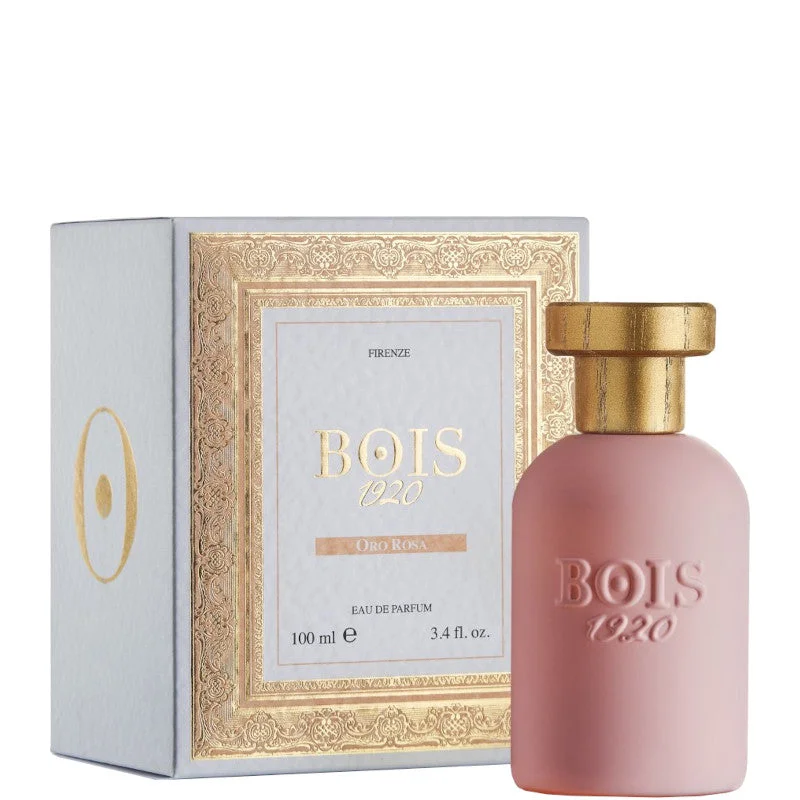 FIRENZE
BOIS
1920
ORO ROSA
EAU DE PARFUM
100 ml ℮ 3.4 fl. oz.
BOIS
1920